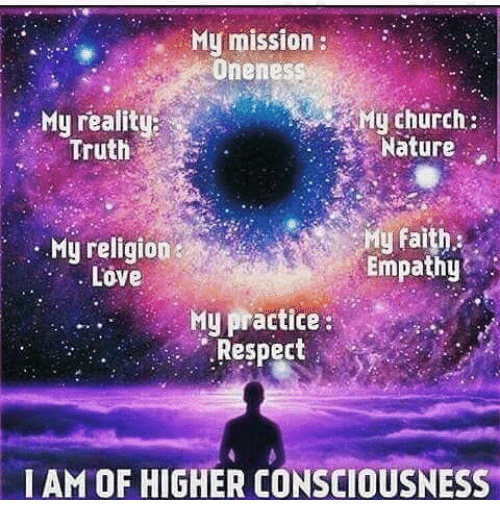 My mission:
Oneness
My reality:
Truth
My church:
Nature
My religion:
Love
My faith:
Empathy
My practice:
Respect
I AM OF HIGHER CONSCIOUSNESS